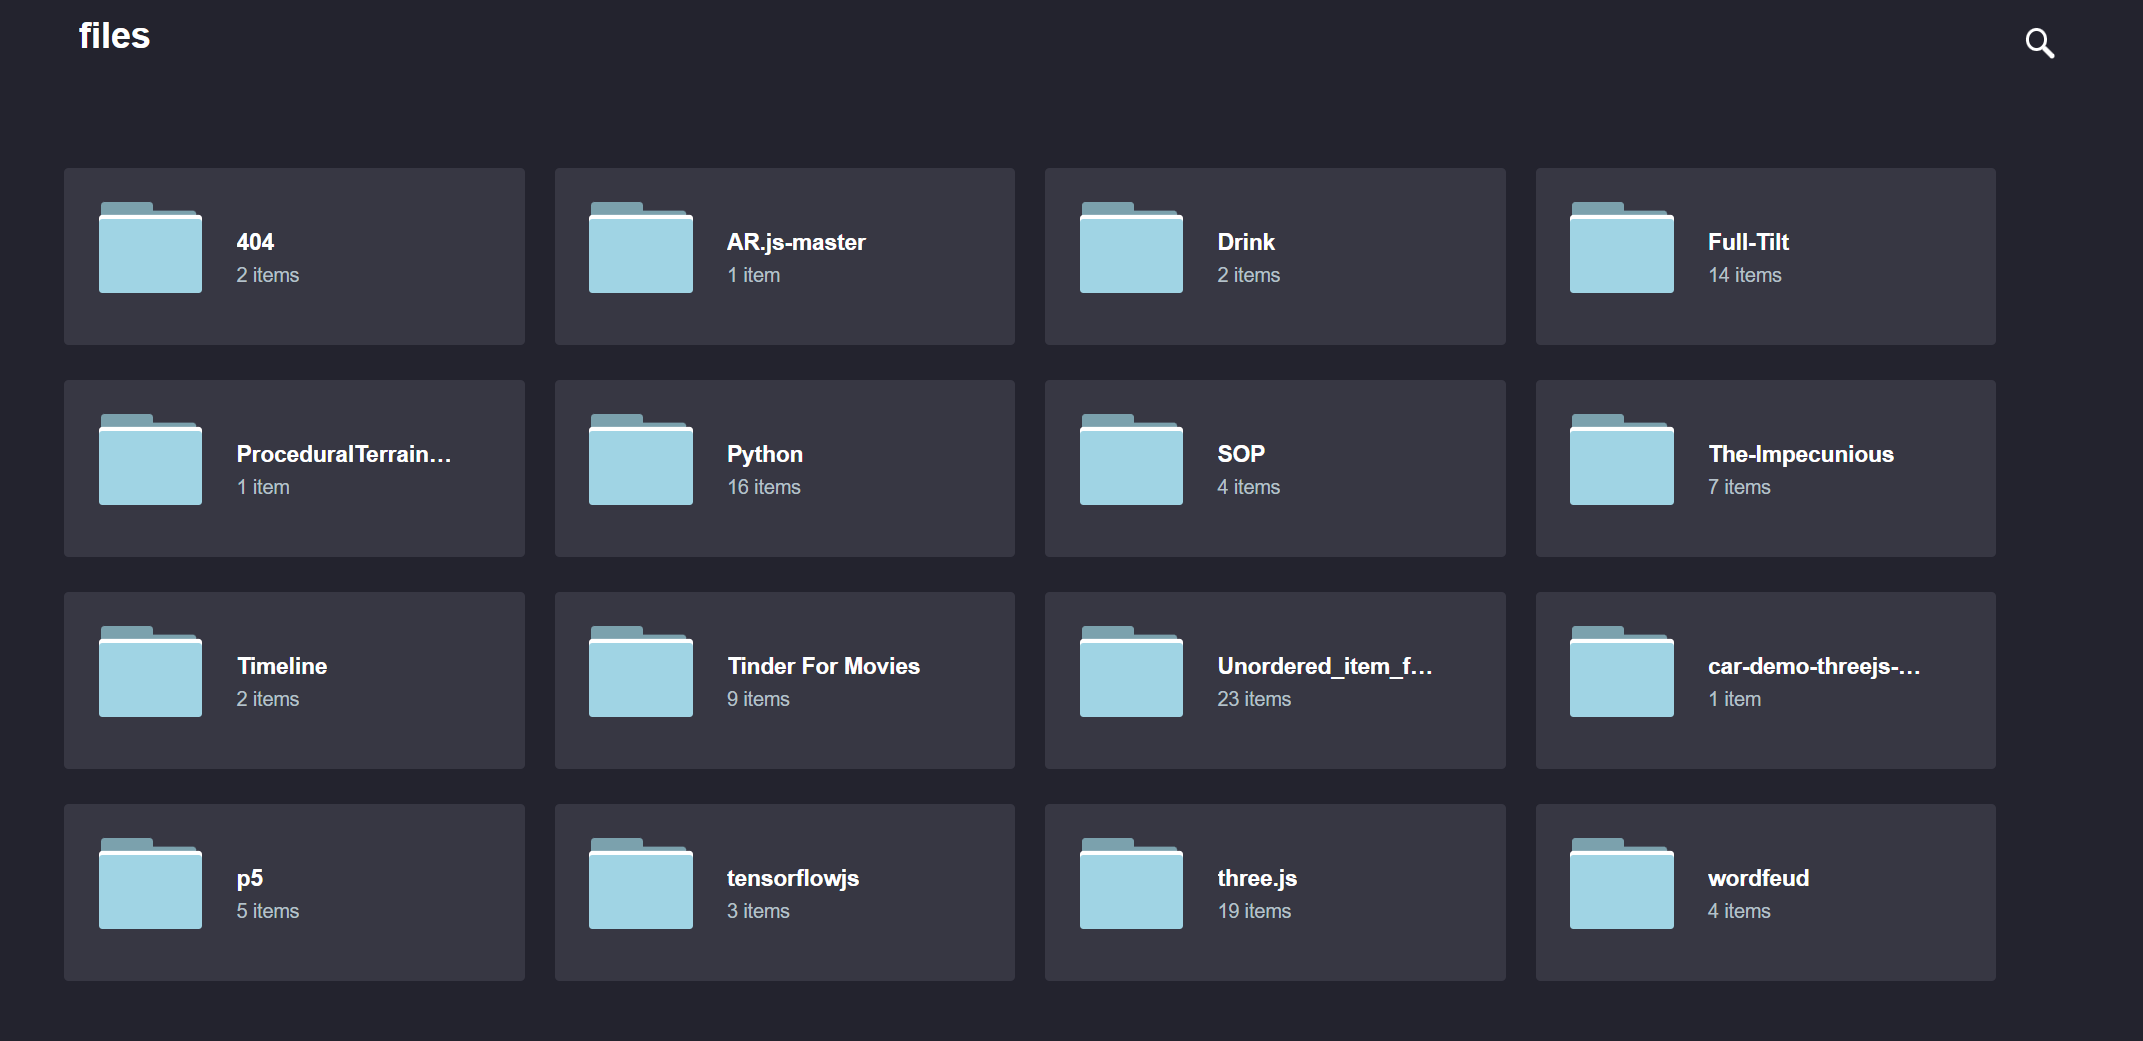 files
404
2 items
AR.js-master
1 item
Drink
2 items
Full-Tilt
14 items
ProceduralTerrain...
1 item
Python
16 items
SOP
4 items
The-Impecunious
7 items
Timeline
2 items
Tinder For Movies
9 items
Unordered_item_f...
23 items
car-demo-threejs-...
1 item
p5
5 items
tensorflowjs
3 items
three.js
19 items
wordfeud
4 items